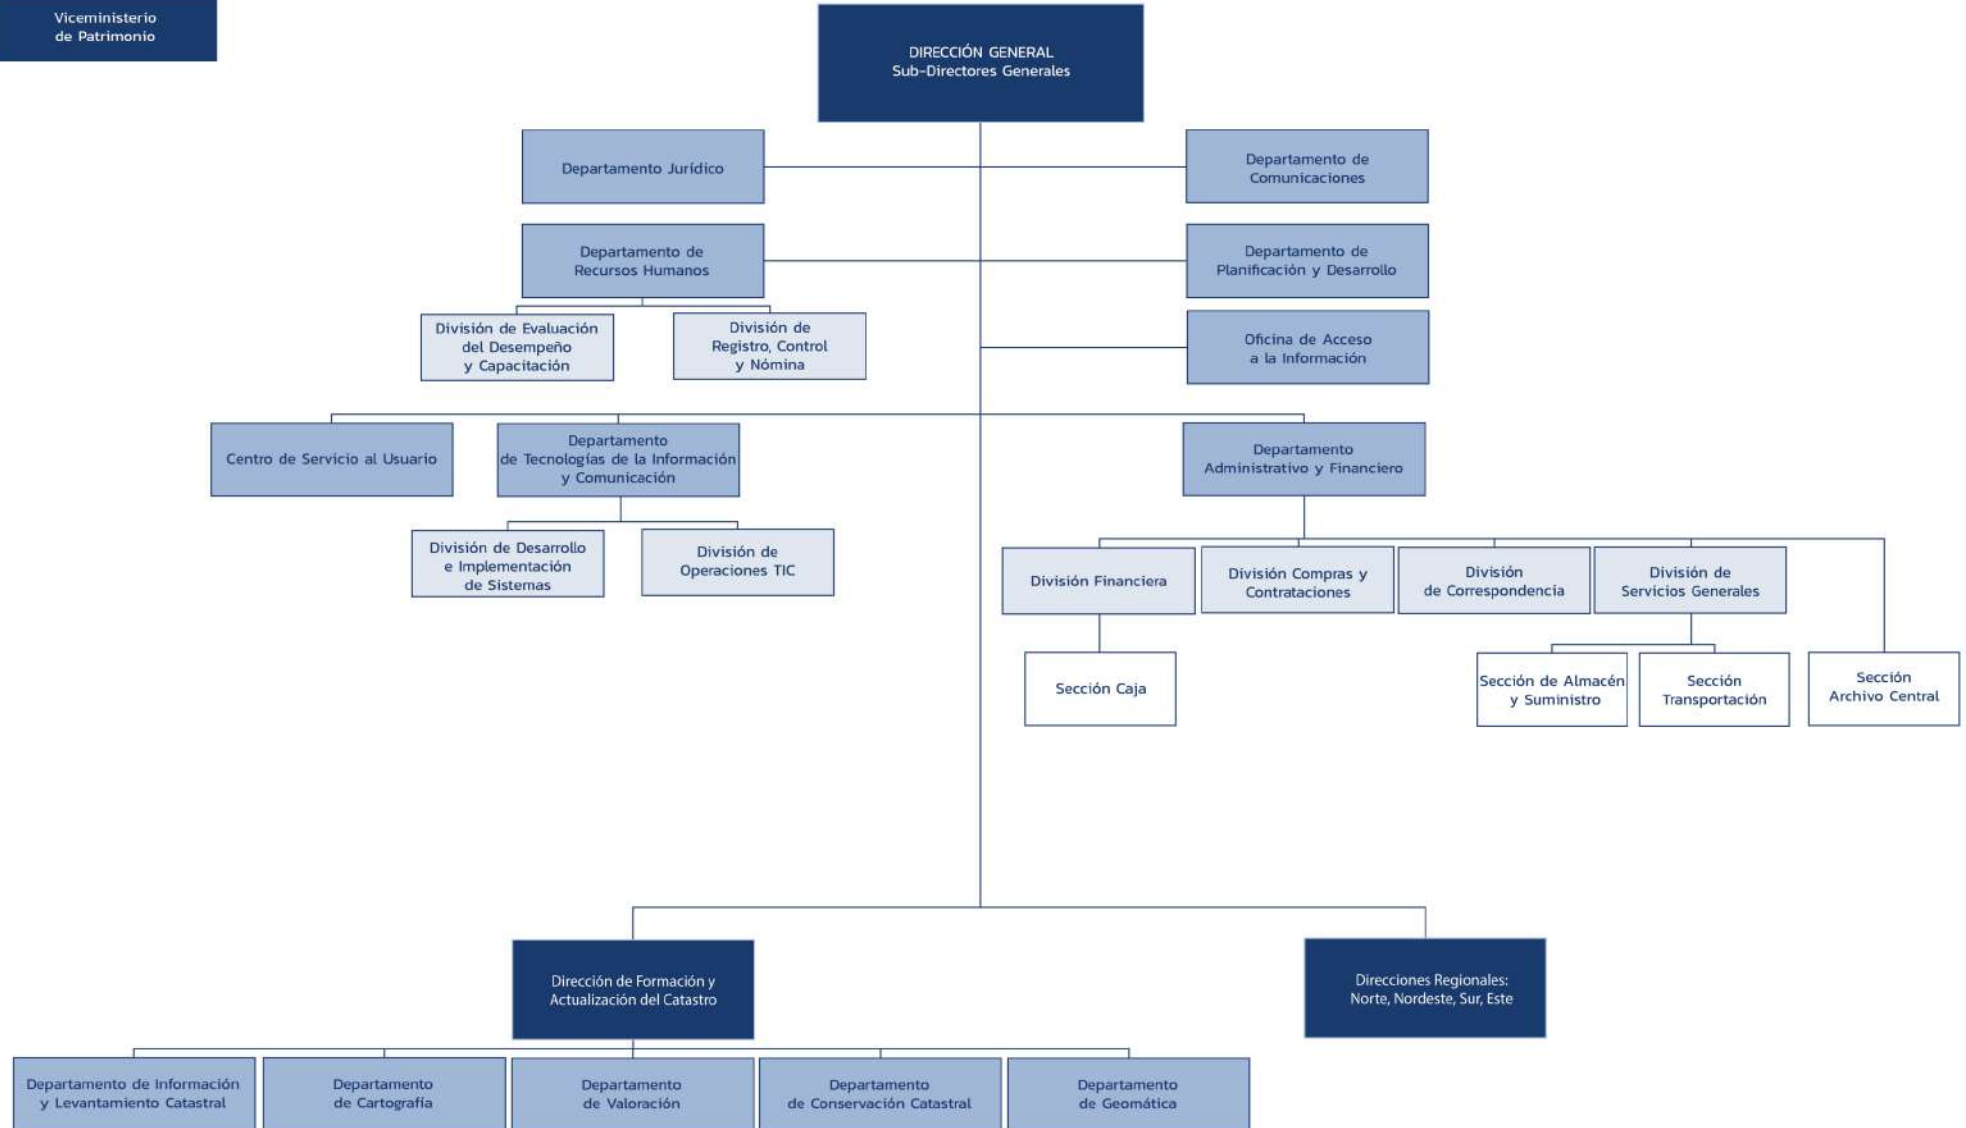 Viceministerio
de Patrimonio
DIRECCIÓN GENERAL
Sub-Directores Generales
Departamento Jurídico
Departamento de
Comunicaciones
Departamento de
Recursos Humanos
Departamento de
Planificación y Desarrollo
División de Evaluación
del Desempeño
y Capacitación
División de
Registro, Control
y Nómina
Oficina de Acceso
a la Información
Centro de Servicio al Usuario
Departamento
de Tecnologías de la Información
y Comunicación
Departamento
Administrativo y Financiero
División de Desarrollo
e Implementación
de Sistemas
División de
Operaciones TIC
División Financiera
División Compras y
Contrataciones
División
de Correspondencia
División de
Servicios Generales
Sección Caja
Sección de Almacén
y Suministro
Sección
Transportación
Sección
Archivo Central
Dirección de Formación y
Actualización del Catastro
Direcciones Regionales:
Norte, Nordeste, Sur, Este
Departamento de Información
y Levantamiento Catastral
Departamento
de Cartografía
Departamento
de Valoración
Departamento
de Conservación Catastral
Departamento
de Geomática